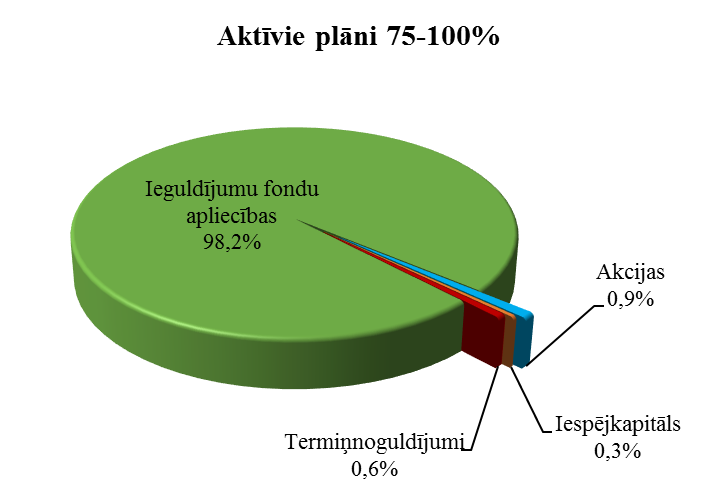 Aktīvie plāni 75-100%
Ieguldījumu fondu
apliecības
98,2%
Akcijas
0,9%
Iespējkapitāls
0,3%
Termiņnoguldījumi
0,6%